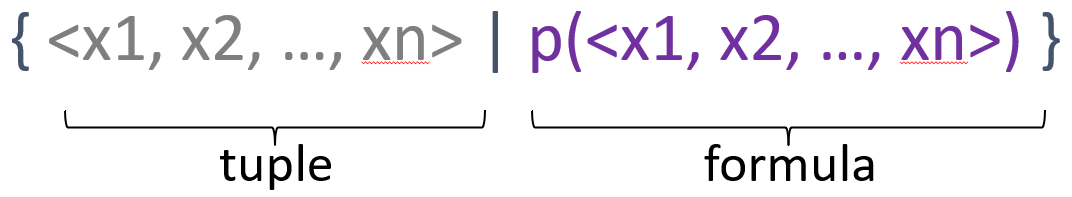 { <x1, x2, ..., xn> | p(<x1, x2, ..., xn>) }
tuple formula